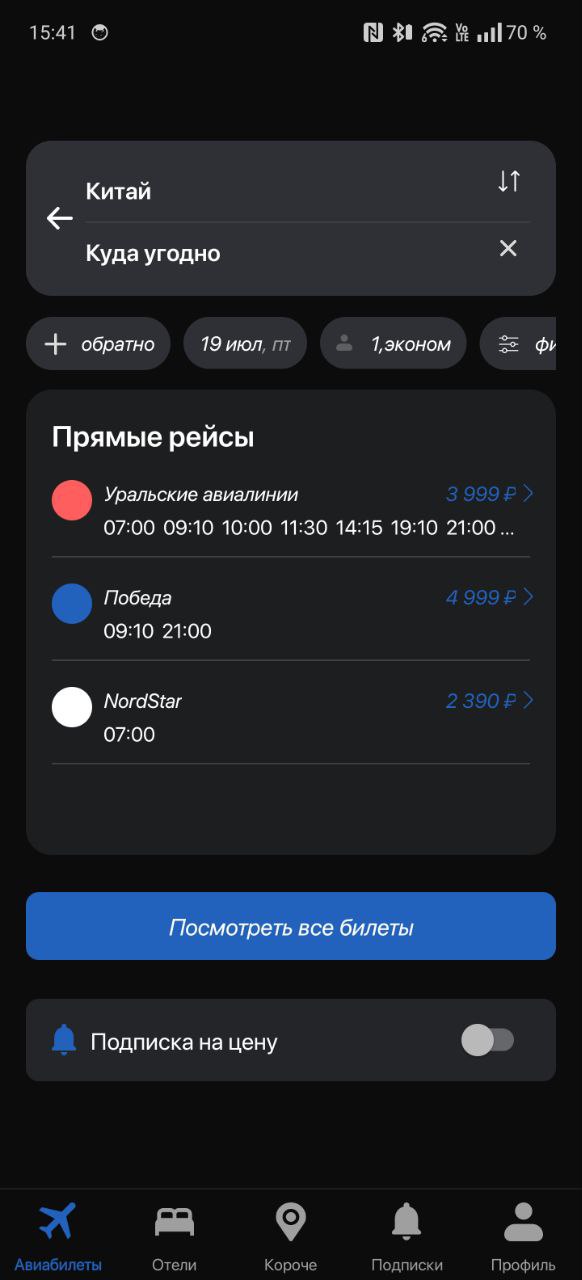 15:41 Vo LTE 70 %
Китай
Куда угодно
обратно 19 июл, пт 1,эконом фи
Прямые рейсы
Уральские авиалинии 3 999 ₽
07:00 09:10 10:00 11:30 14:15 19:10 21:00 ...
Победа 4 999 ₽
09:10 21:00
NordStar 2 390 ₽
07:00
Посмотреть все билеты
Подписка на цену
Авиабилеты Отели Короче Подписки Профиль